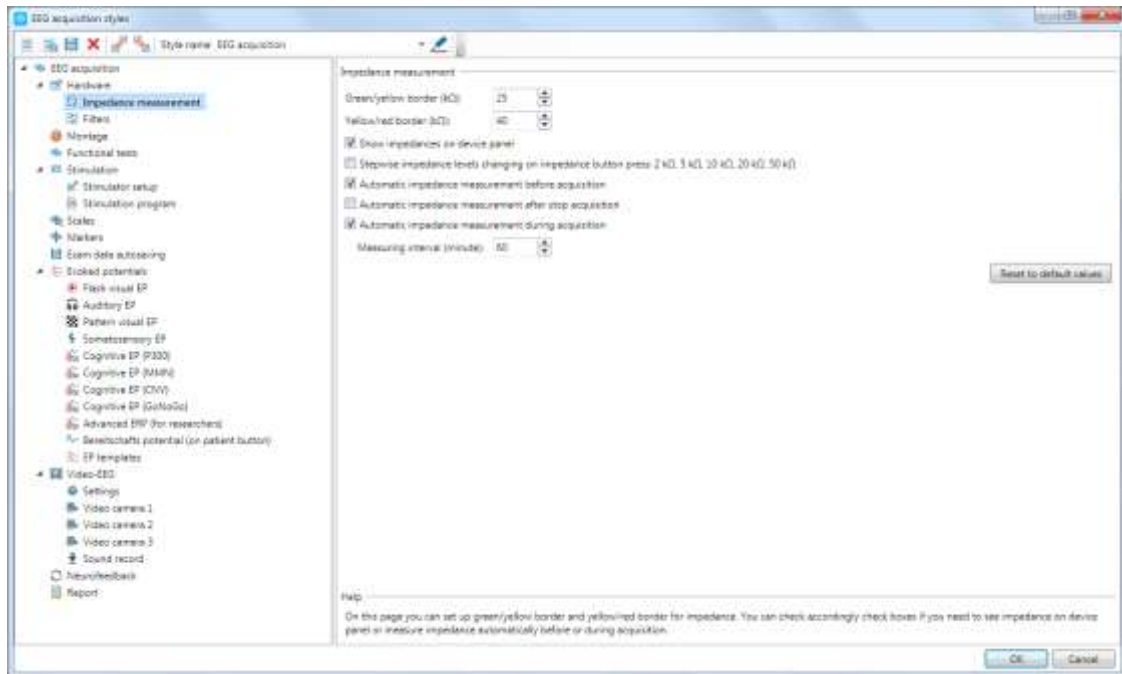 EEG acquisition styles
Style name EEG acquisition
EEG acquisition
Hardware
Impedance measurement
Filters
Montage
Functional tests
Stimulation
Stimulator setup
Stimulation program
Scales
Markers
Exam data autosaving
Evoked potentials
Flash visual EP
Auditory EP
Pattern visual EP
Somatosensory EP
Cognitive EP (P300)
Cognitive EP (MMN)
Cognitive EP (CNV)
Cognitive EP (GoNoGo)
Advanced ERP (for researchers)
Bereitschafts potential (on patient button)
EP templates
Video-EEG
Settings
Video camera 1
Video camera 2
Video camera 3
Sound record
Neurofeedback
Report
Impedance measurement
Green/yellow border (kΩ): 25
Yellow/red border (kΩ): 40
Show impedances on device panel
Stepwise impedance levels changing on impedance button press: 2 kΩ, 5 kΩ, 10 kΩ, 20 kΩ, 50 kΩ
Automatic impedance measurement before acquisition
Automatic impedance measurement after stop acquisition
Automatic impedance measurement during acquisition
Measuring interval (minute): 60
Reset to default values
Help
On this page you can set up green/yellow border and yellow/red border for impedance. You can check accordingly check boxes if you need to see impedance on device
panel or measure impedance automatically before or during acquisition.
OK Cancel